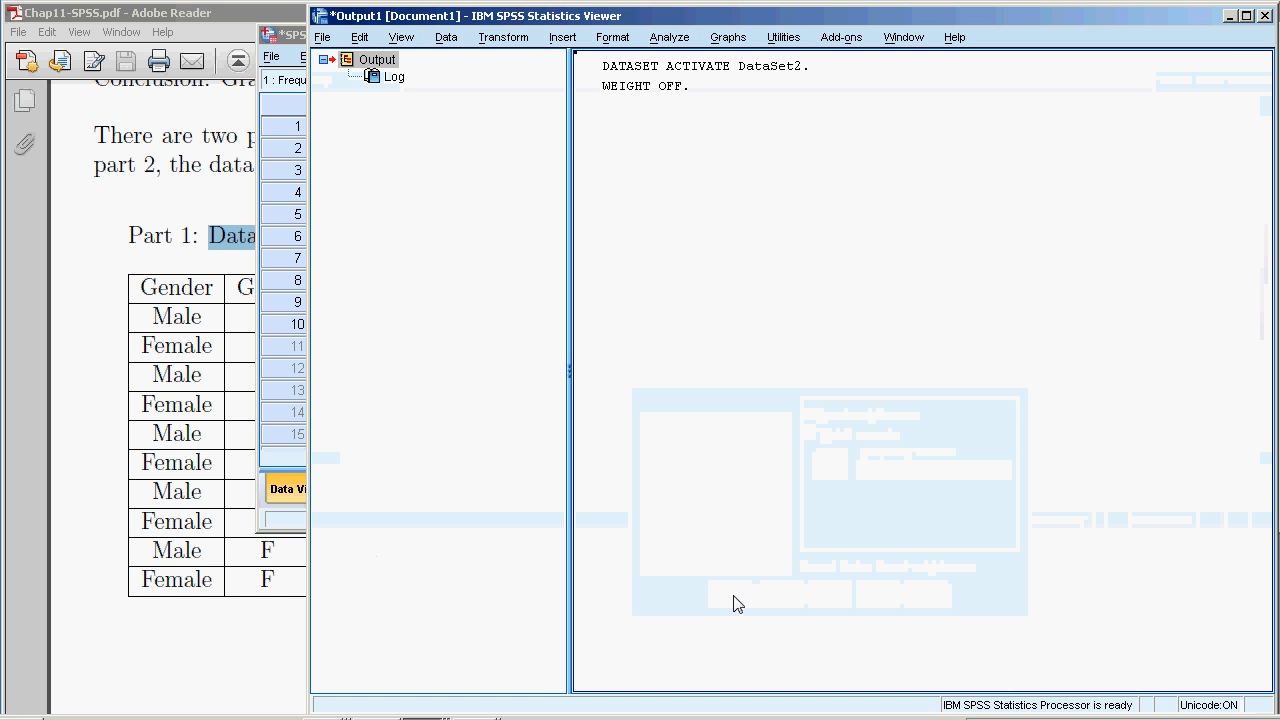 Chap11-SPSS.pdf - Adobe Reader
File Edit View Window Help
Conclusion: Gra
There are two p
part 2, the data
Part 1: Data
Gender G
Male
Female
Male
Female
Male
Female
Male
Female
Male F
Female F
*SPS
File E
1 : Frequ
1
2
3
4
5
6
7
8
9
10
11
12
13
14
15
Data Vi
*Output1 [Document1] - IBM SPSS Statistics Viewer
File Edit View Data Transform Insert Format Analyze Graphs Utilities Add-ons Window Help
Output
Log
DATASET ACTIVATE DataSet2.
WEIGHT OFF.
IBM SPSS Statistics Processor is ready
Unicode:ON